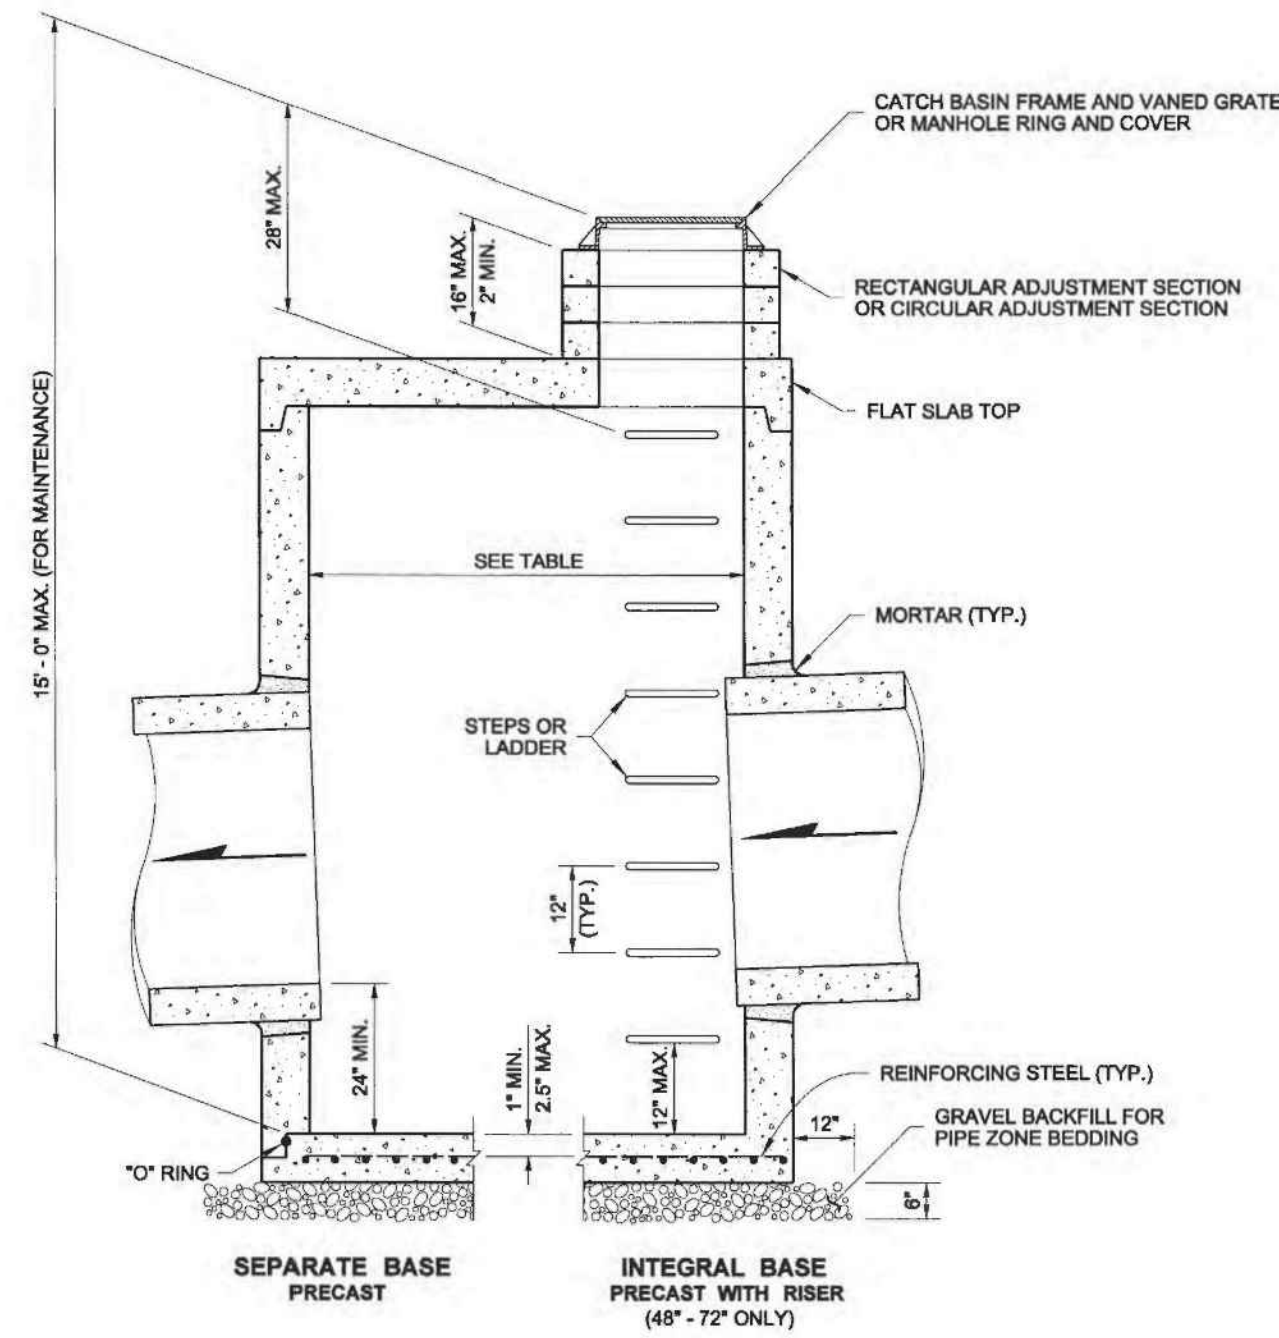 CATCH BASIN FRAME AND VANED GRATE
OR MANHOLE RING AND COVER
28" MAX.
16" MAX.
2" MIN.
RECTANGULAR ADJUSTMENT SECTION
OR CIRCULAR ADJUSTMENT SECTION
FLAT SLAB TOP
15' - 0" MAX. (FOR MAINTENANCE)
SEE TABLE
MORTAR (TYP.)
STEPS OR
LADDER
12"
(TYP.)
24" MIN.
1" MIN.
2.5" MAX.
12" MAX.
REINFORCING STEEL (TYP.)
12"
GRAVEL BACKFILL FOR
PIPE ZONE BEDDING
"O" RING
6"
SEPARATE BASE
PRECAST
INTEGRAL BASE
PRECAST WITH RISER
(48" - 72" ONLY)